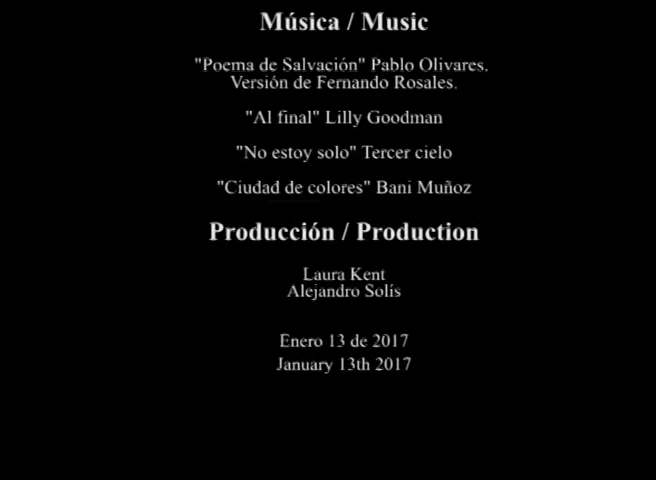 Música / Music
"Poema de Salvación" Pablo Olivares.
Versión de Fernando Rosales.
"Al final" Lilly Goodman
"No estoy solo" Tercer cielo
"Ciudad de colores" Bani Muñoz
Producción / Production
Laura Kent
Alejandro Solís
Enero 13 de 2017
January 13th 2017